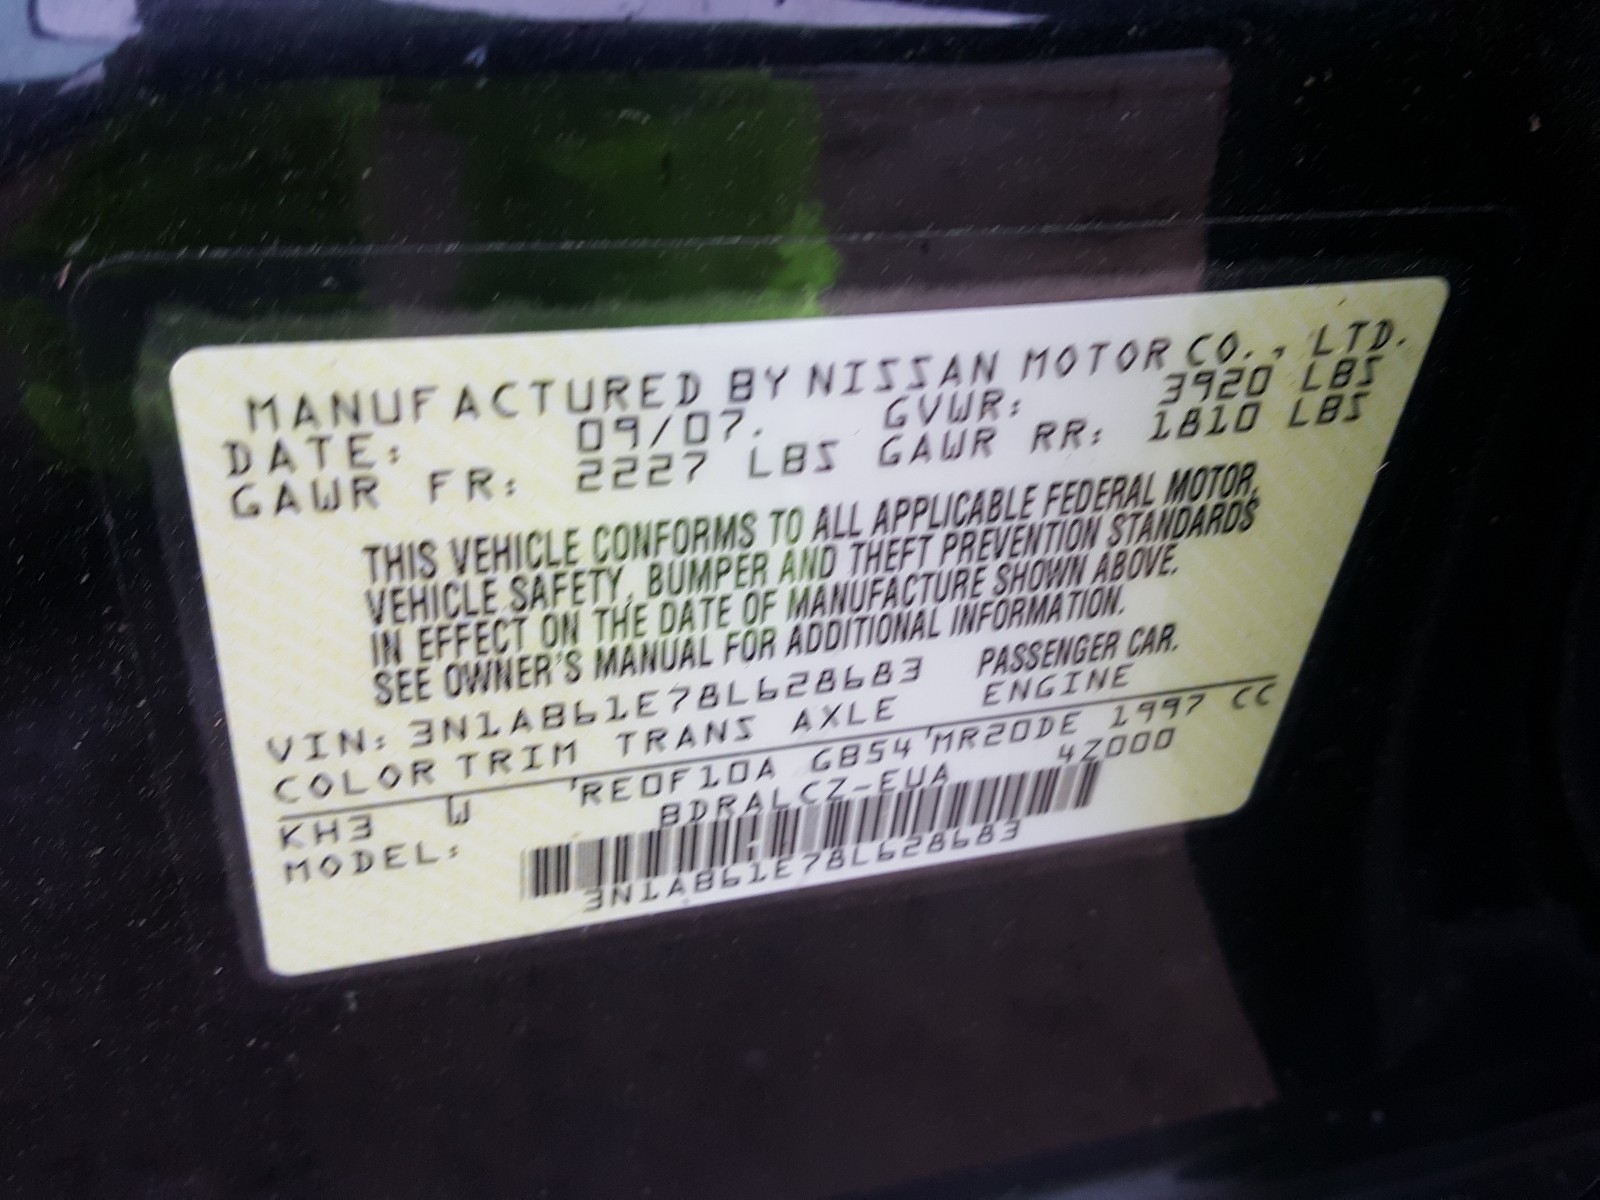 MANUFACTURED BY NISSAN MOTOR CO., LTD.
DATE: 09/07. GVWR: 3920 LBS
GAWR FR: 2227 LBS GAWR RR: 1810 LBS
THIS VEHICLE CONFORMS TO ALL APPLICABLE FEDERAL MOTOR
VEHICLE SAFETY, BUMPER AND THEFT PREVENTION STANDARDS
IN EFFECT ON THE DATE OF MANUFACTURE SHOWN ABOVE.
SEE OWNER'S MANUAL FOR ADDITIONAL INFORMATION.
VIN: 3N1AB61E78L628683 PASSENGER CAR.
COLOR TRIM TRANS AXLE ENGINE
KH3 W 'RE0F10A GB54 'MR20DE 1997 CC
MODEL: BDRALCZ-EUA 4Z000
3N1AB61E78L628683